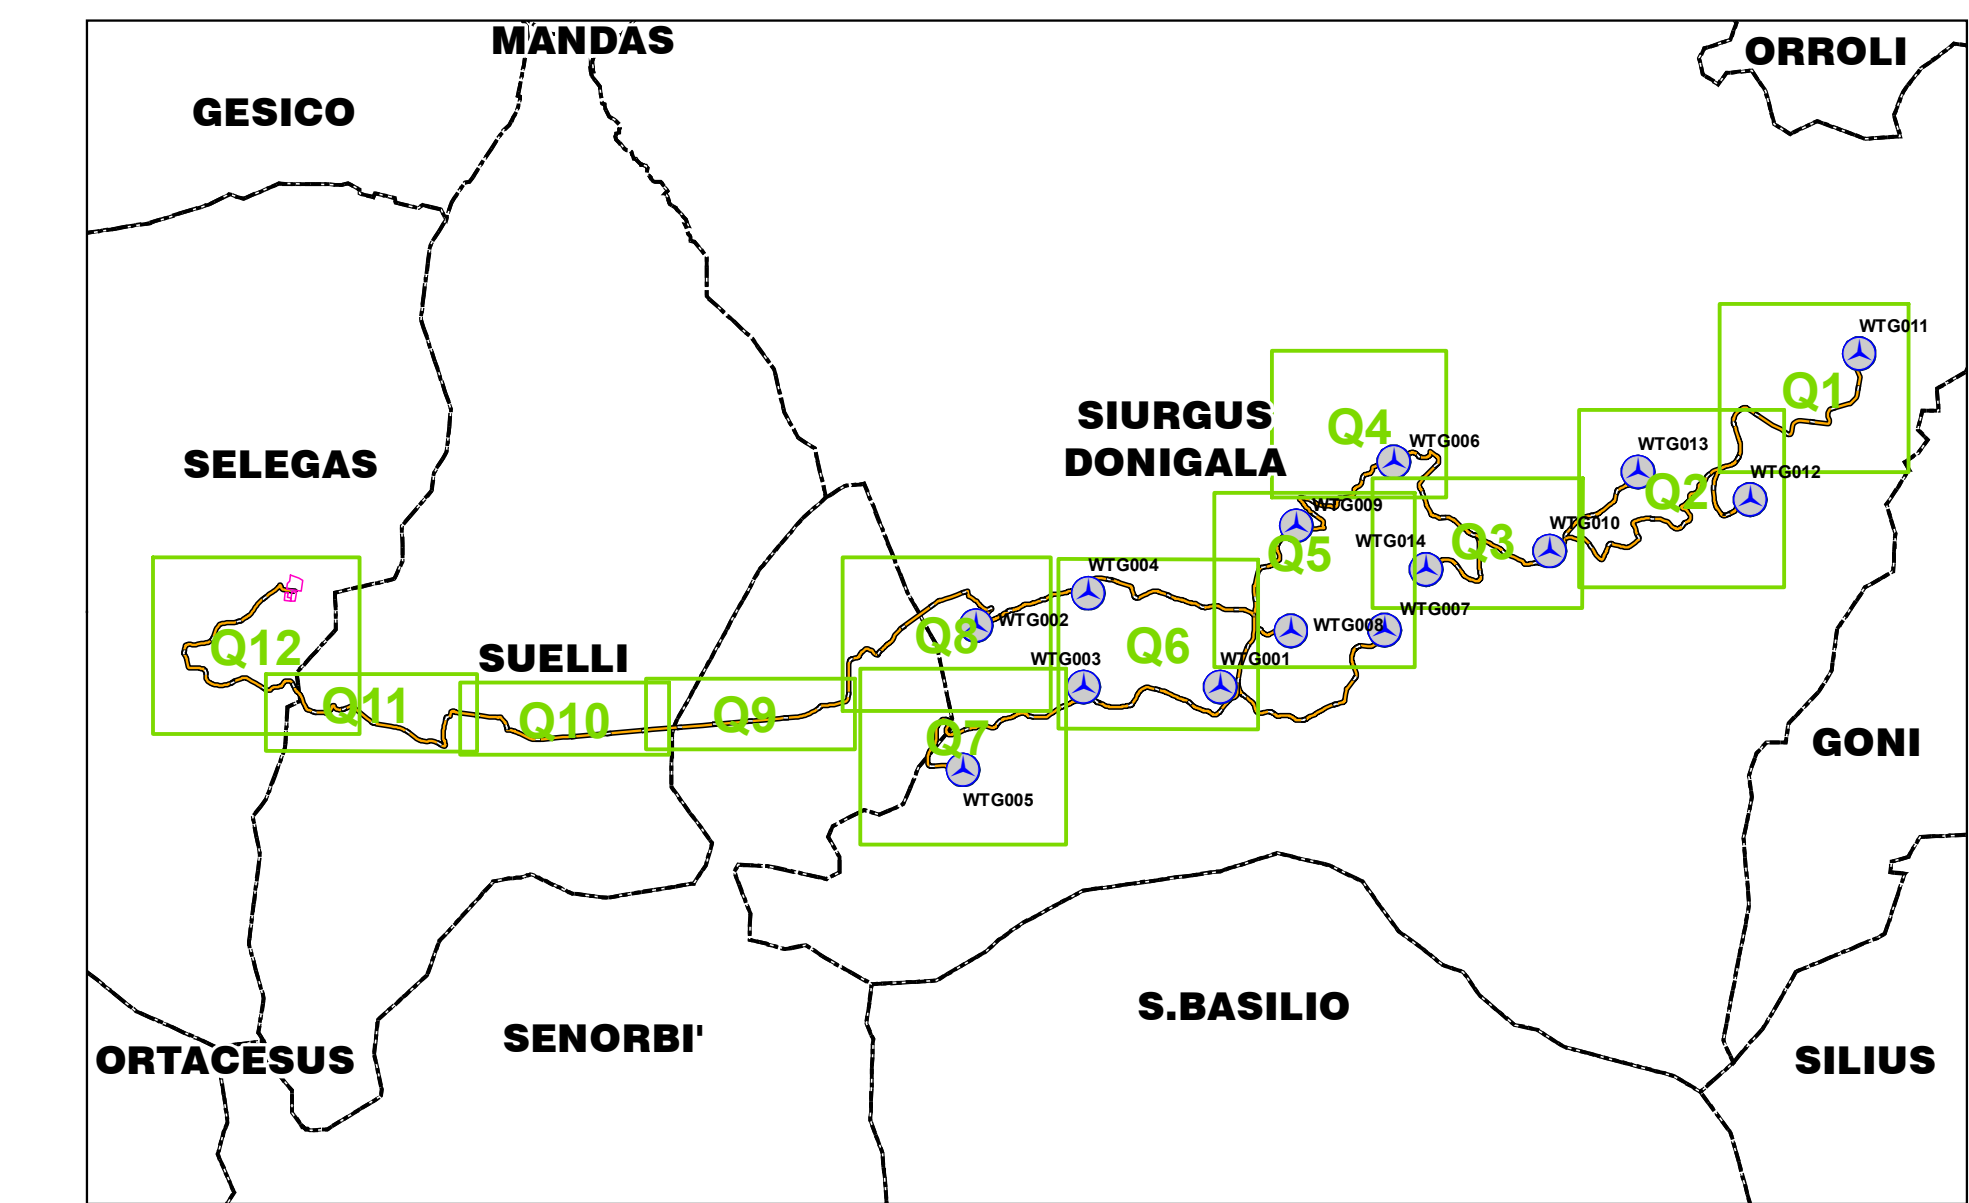 MANDAS
ORROLI
GESICO
WTG011
Q1
SIURGUS
DONIGALA
Q4
WTG006
WTG013
SELEGAS
WTG012
Q2
WTG009
WTG010
WTG014
Q3
Q5
WTG004
WTG007
WTG002
WTG008
Q8
Q12
Q6
SUELLI
WTG003
WTG001
Q11
Q10
Q9
Q7
GONI
WTG005
S.BASILIO
SENORBI'
ORTACESUS
SILIUS